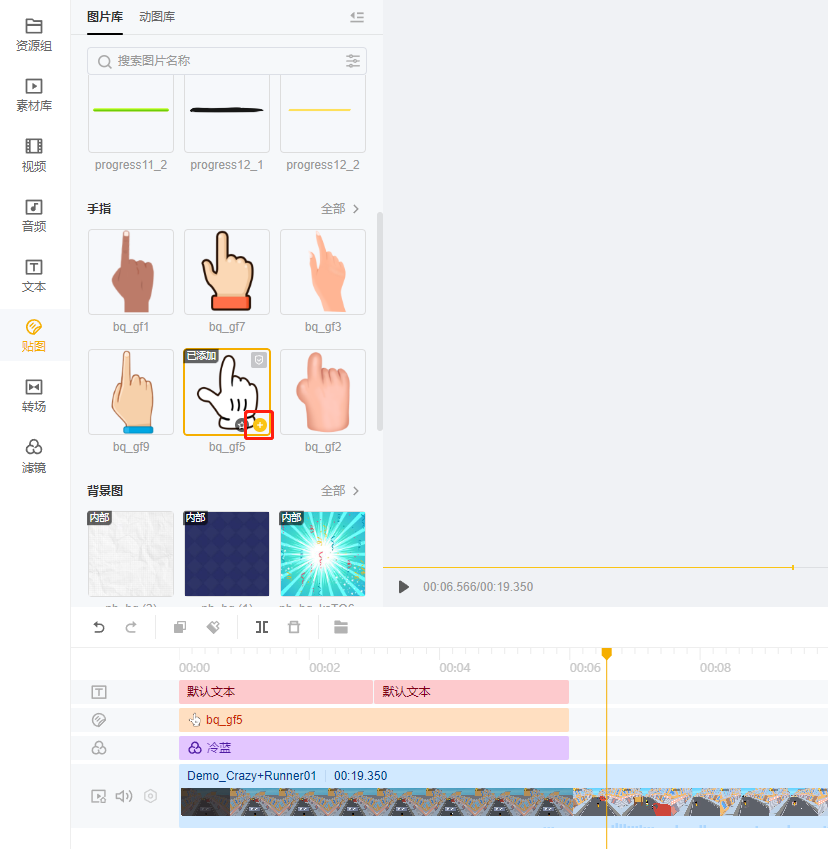 图片库 动图库
资源组
搜索图片名称
素材库
progress11_2 progress12_1 progress12_2
视频
手指 全部
音频
文本
bq_gf1 bq_gf7 bq_gf3
贴图
已添加
转场
bq_gf9 bq_gf5 bq_gf2
滤镜
背景图 全部
内部 内部 内部
00:06.566/00:19.350
00:00 00:02 00:04 00:06 00:08
默认文本 默认文本
bq_gf5
冷蓝
Demo_Crazy+Runner01 00:19.350